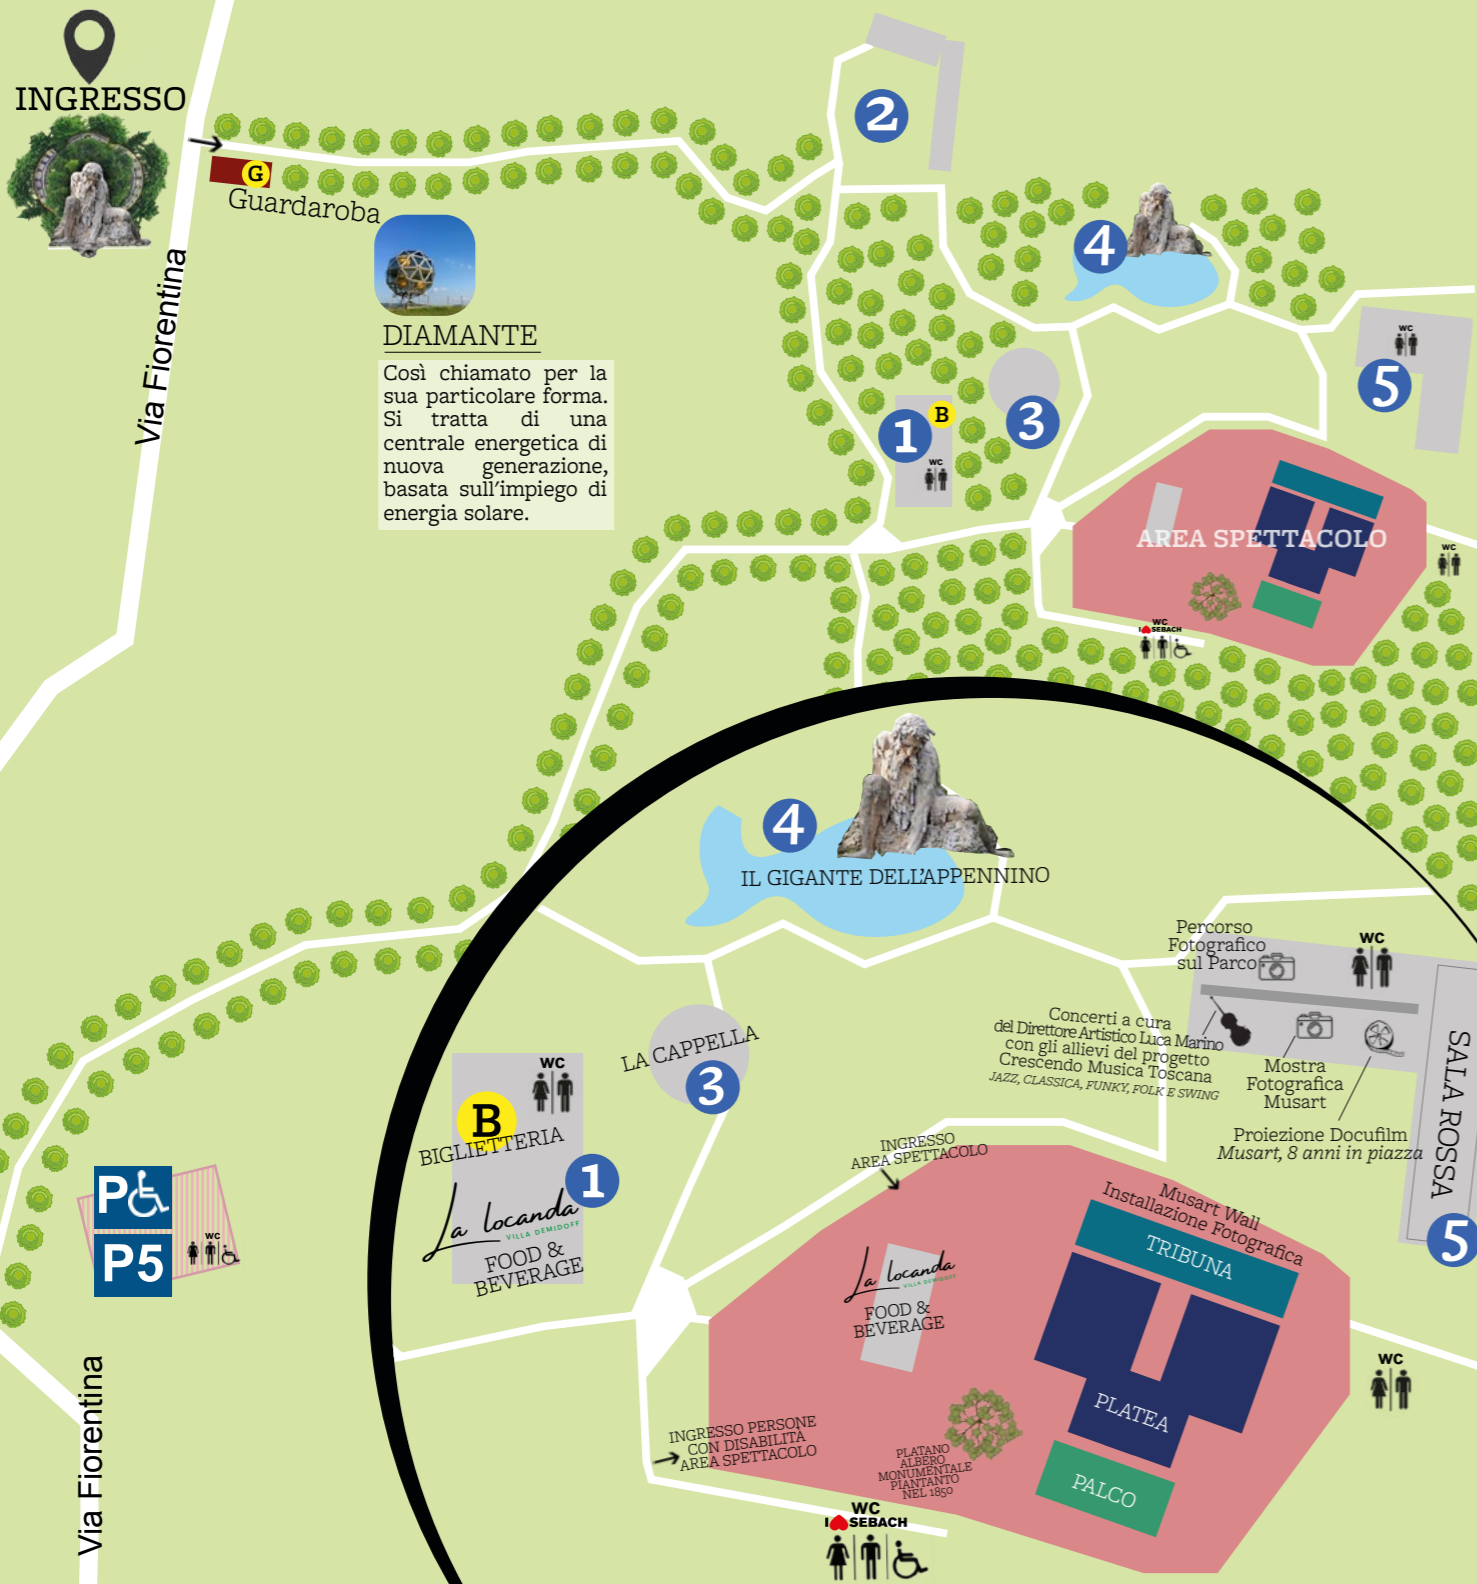 INGRESSO
G
Guardaroba
Via Fiorentina
DIAMANTE
Così chiamato per la
sua particolare forma.
Si tratta di una
centrale energetica di
nuova generazione,
basata sull'impiego di
energia solare.
2
4
WC
5
3
1
B
WC
AREA SPETTACOLO
WC
WC
I SEBACH
4
IL GIGANTE DELL'APPENNINO
Percorso
Fotografico
sul Parco
WC
Concerti a cura
del Direttore Artistico Luca Marino
con gli allievi del progetto
Crescendo Musica Toscana
JAZZ, CLASSICA, FUNKY, FOLK E SWING
Mostra
Fotografica
Musart
Proiezione Docufilm
Musart, 8 anni in piazza
SALA ROSSA
5
LA CAPPELLA
3
WC
B
BIGLIETTERIA
1
La locanda
VILLA DEMIDOFF
FOOD &
BEVERAGE
P
P5
WC
Via Fiorentina
INGRESSO
AREA SPETTACOLO
Musart Wall
Installazione Fotografica
TRIBUNA
La locanda
VILLA DEMIDOFF
FOOD &
BEVERAGE
PLATEA
PALCO
WC
INGRESSO PERSONE
CON DISABILITÀ
AREA SPETTACOLO
PLATANO
ALBERO
MONUMENTALE
PIANTANTO
NEL 1850
WC
I SEBACH